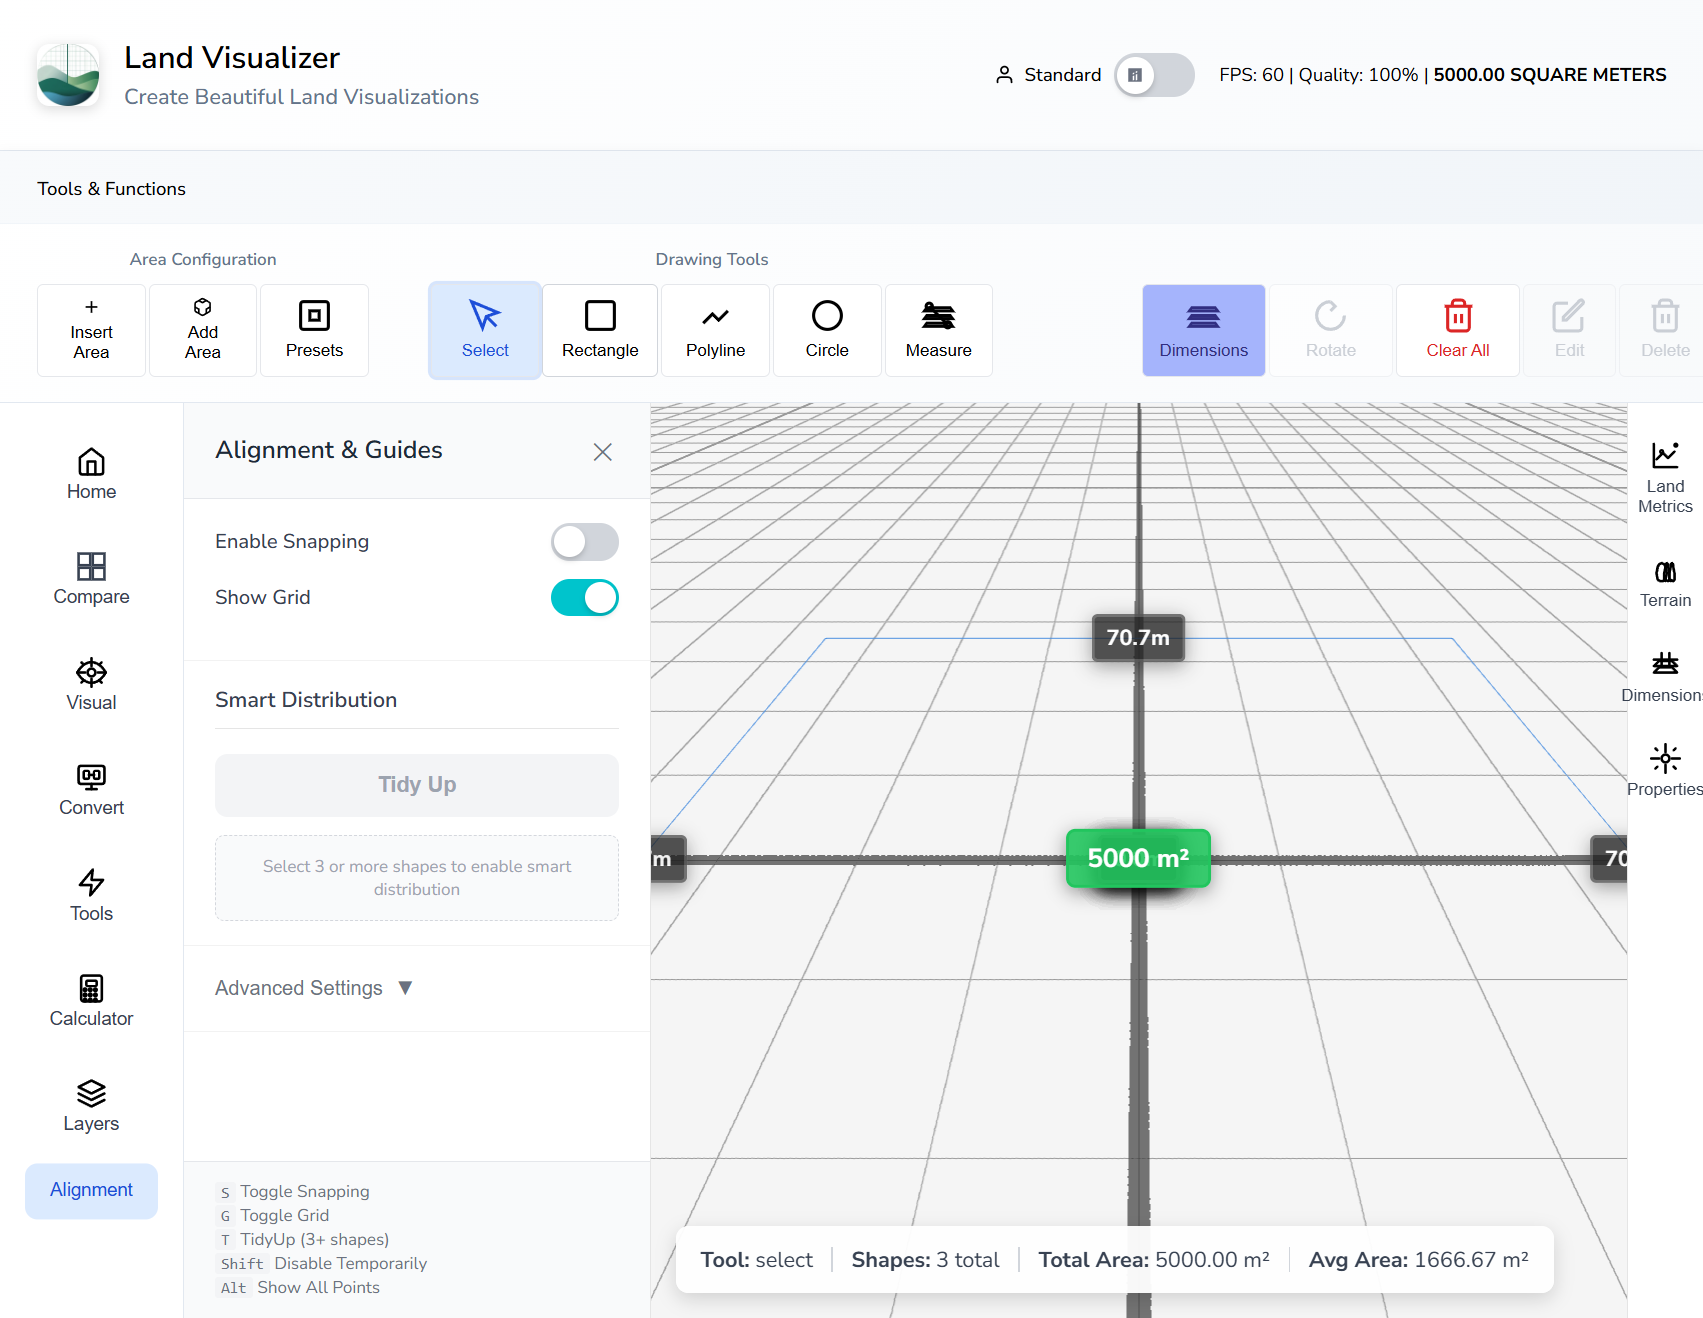 Land Visualizer
Create Beautiful Land Visualizations
Standard
FPS: 60 | Quality: 100% | 5000.00 SQUARE METERS
Tools & Functions
Area Configuration
Drawing Tools
Insert
Area
Add
Area
Presets
Select
Rectangle
Polyline
Circle
Measure
Dimensions
Rotate
Clear All
Edit
Delete
Home
Compare
Visual
Convert
Tools
Calculator
Layers
Alignment
Alignment & Guides
Enable Snapping
Show Grid
Smart Distribution
Tidy Up
Select 3 or more shapes to enable smart
distribution
Advanced Settings ▼
S Toggle Snapping
G Toggle Grid
T TidyUp (3+ shapes)
Shift Disable Temporarily
Alt Show All Points
70.7m
m
5000 m²
70
Tool: select
Shapes: 3 total
Total Area: 5000.00 m²
Avg Area: 1666.67 m²
Land
Metrics
Terrain
Dimension
Properties